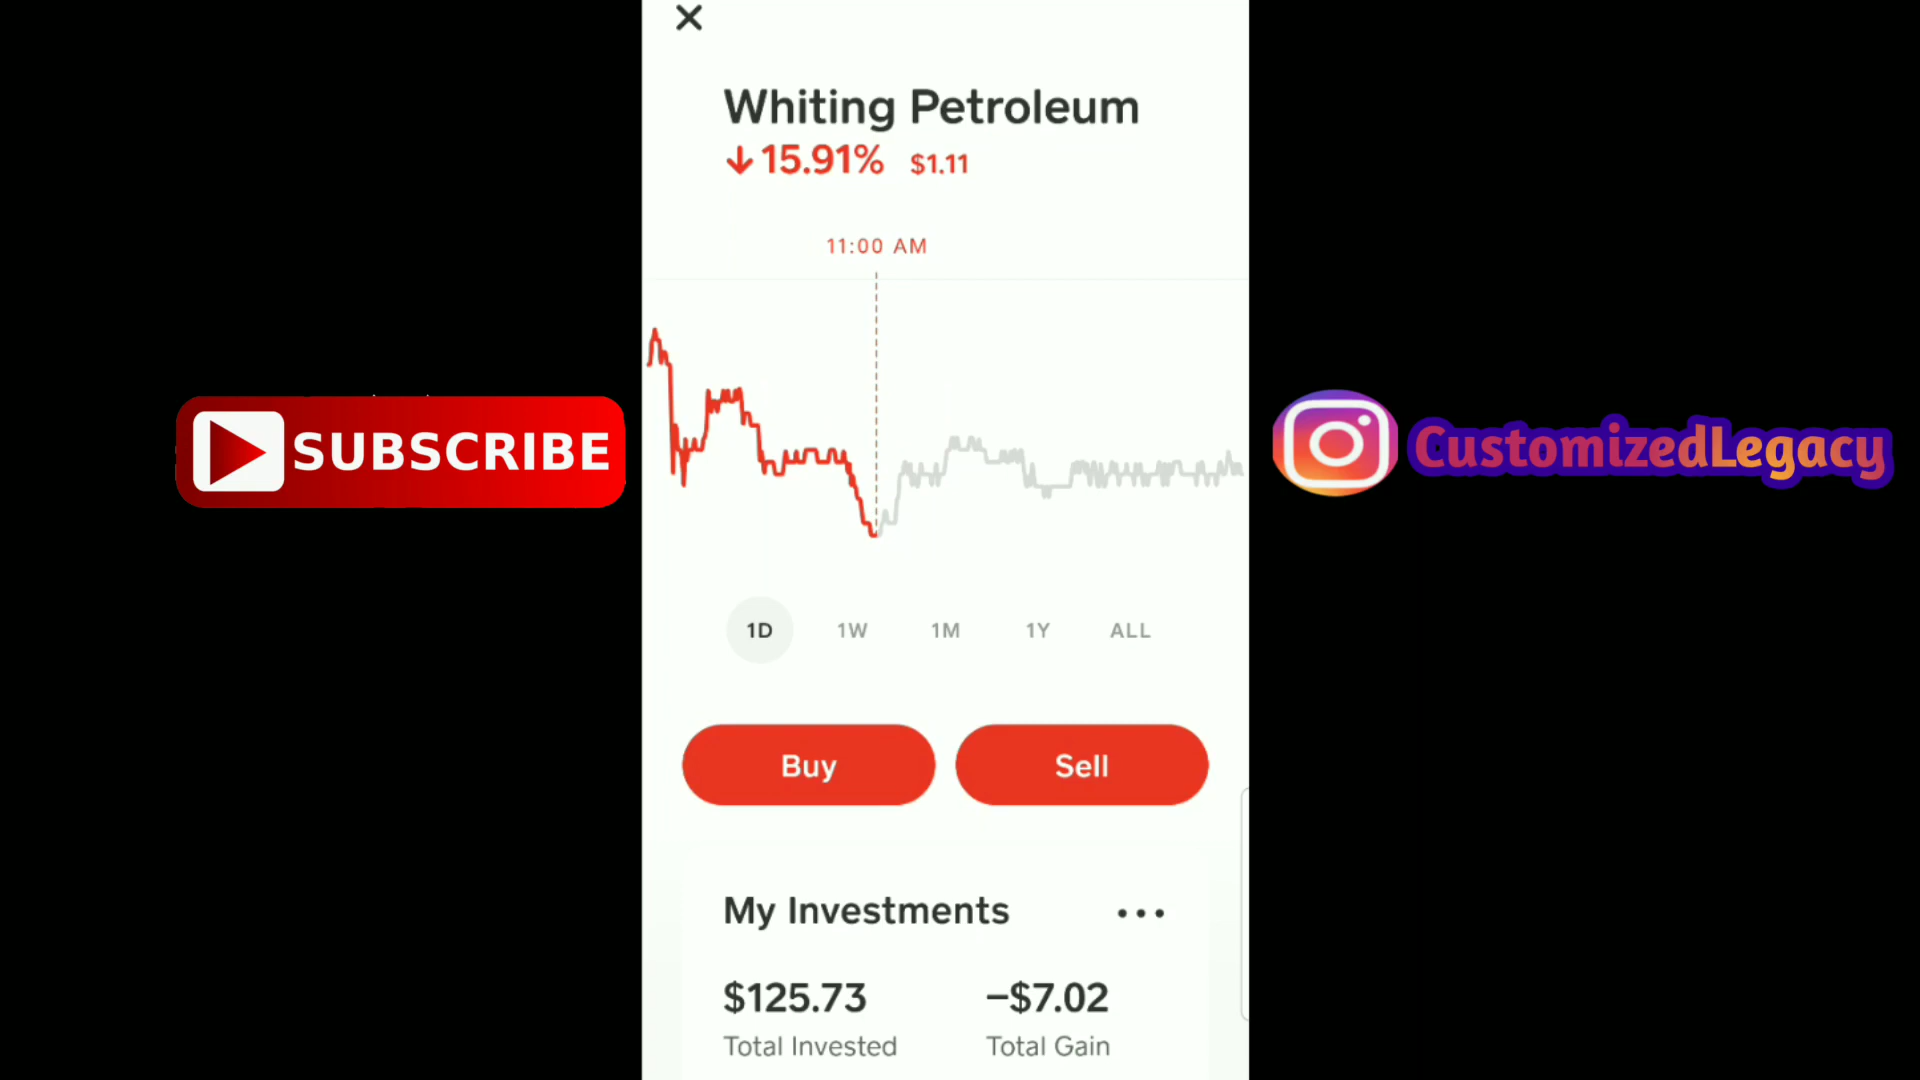 Whiting Petroleum
↓ 15.91% $1.11
11:00 AM
SUBSCRIBE
CustomizedLegacy
1D 1W 1M 1Y ALL
Buy Sell
My Investments
$125.73 –$7.02
Total Invested Total Gain